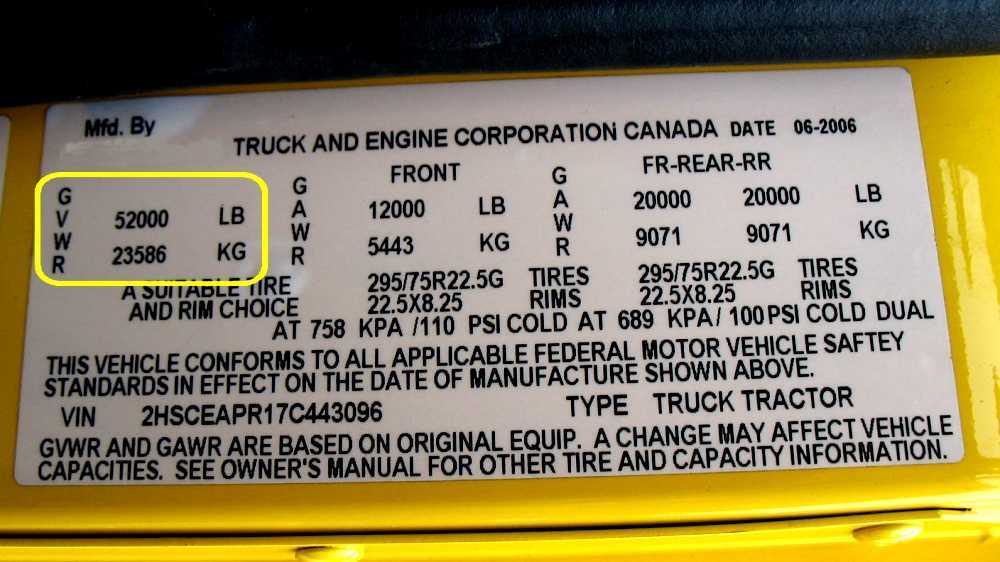 Mfd. By
TRUCK AND ENGINE CORPORATION CANADA DATE 06-2006
FRONT FR-REAR-RR
GVWR 52000 LB GAWR 12000 LB GAWR 20000 20000 LB
23586 KG 5443 KG 9071 9071 KG
A SUITABLE TIRE 295/75R22.5G TIRES 295/75R22.5G TIRES
AND RIM CHOICE 22.5X8.25 RIMS 22.5X8.25 RIMS
AT 758 KPA /110 PSI COLD AT 689 KPA/ 100 PSI COLD DUAL
THIS VEHICLE CONFORMS TO ALL APPLICABLE FEDERAL MOTOR VEHICLE SAFTEY
STANDARDS IN EFFECT ON THE DATE OF MANUFACTURE SHOWN ABOVE.
VIN 2HSCEAPR17C443096 TYPE TRUCK TRACTOR
GVWR AND GAWR ARE BASED ON ORIGINAL EQUIP. A CHANGE MAY AFFECT VEHICLE
CAPACITIES. SEE OWNER'S MANUAL FOR OTHER TIRE AND CAPACITY INFORMATION.